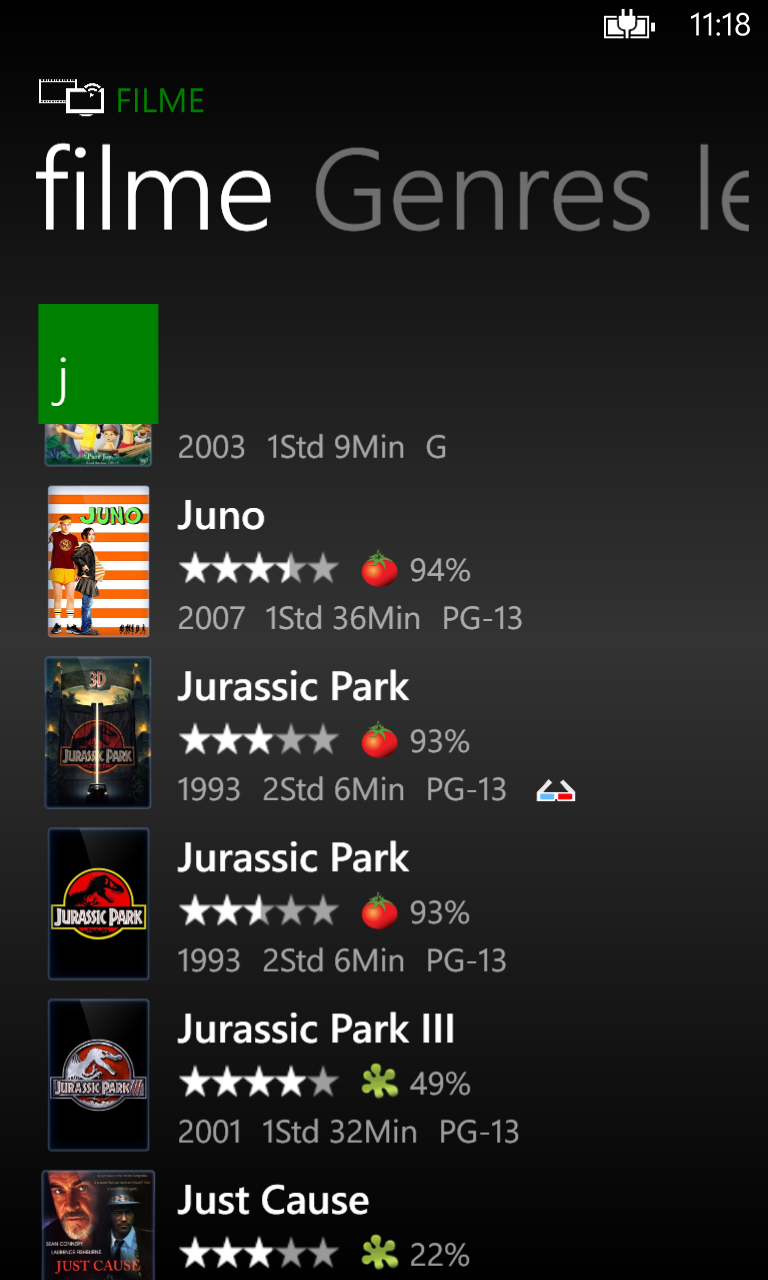 11:18
FILME
filme Genres le
j
2003 1Std 9Min G
JUNO
Juno
94%
2007 1Std 36Min PG-13
3D
JURASSIC PARK
Jurassic Park
93%
1993 2Std 6Min PG-13
JURASSIC PARK
Jurassic Park
93%
1993 2Std 6Min PG-13
JURASSIC PARK
Jurassic Park III
49%
2001 1Std 32Min PG-13
SEAN CONNERY
LAURENCE FISHBURNE
JUST CAUSE
Just Cause
22%